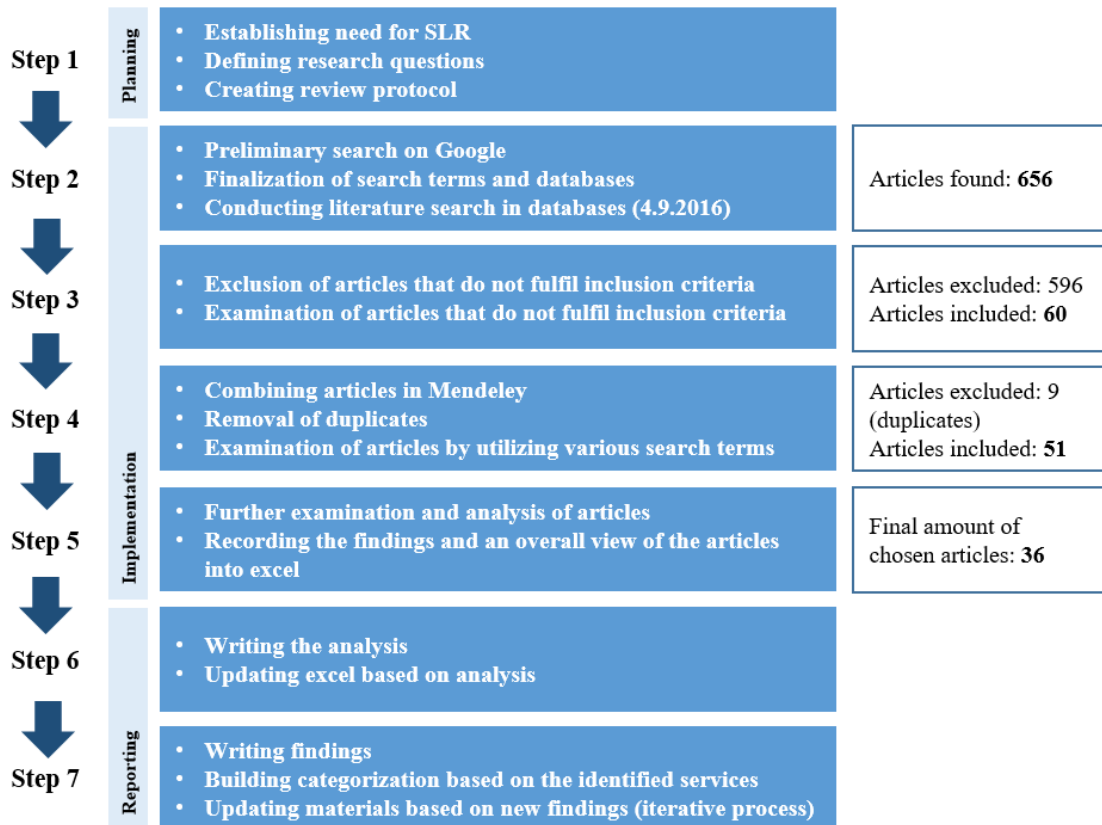 Step 1
Planning
• Establishing need for SLR
• Defining research questions
• Creating review protocol
Step 2
Implementation
• Preliminary search on Google
• Finalization of search terms and databases
• Conducting literature search in databases (4.9.2016)
Articles found: 656
Step 3
• Exclusion of articles that do not fulfil inclusion criteria
• Examination of articles that do not fulfil inclusion criteria
Articles excluded: 596
Articles included: 60
Step 4
• Combining articles in Mendeley
• Removal of duplicates
• Examination of articles by utilizing various search terms
Articles excluded: 9
(duplicates)
Articles included: 51
Step 5
• Further examination and analysis of articles
• Recording the findings and an overall view of the articles
into excel
Final amount of
chosen articles: 36
Step 6
Reporting
• Writing the analysis
• Updating excel based on analysis
Step 7
• Writing findings
• Building categorization based on the identified services
• Updating materials based on new findings (iterative process)